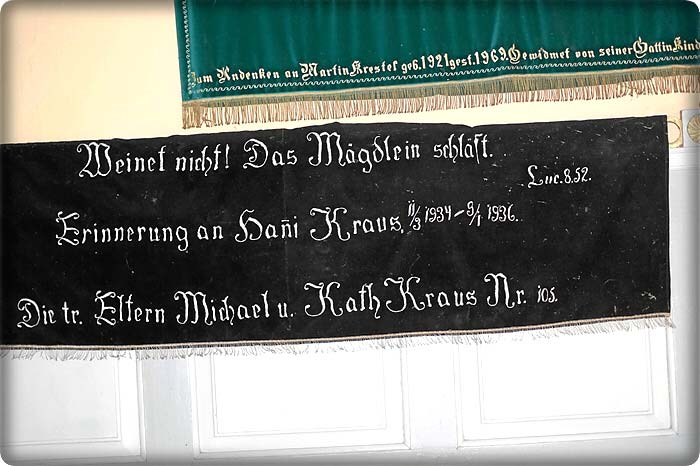 Zum Andenken an Martin Krestel geb. 1921 gest. 1969. Gewidmet von seiner Gattin Kind
Weinet nicht! Das Mägdlein schläft.
Luc. 8.52.
Erinnerung an Hañi Kraus, 11/3 1934 - 9/1 1936.
Die tr. Eltern Michael u. Kath Kraus Nr. 105.